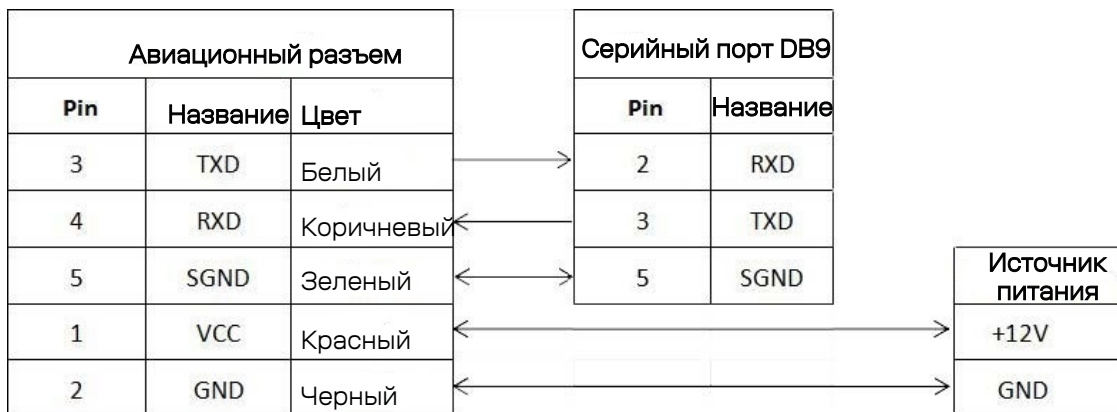 Авиационный разъем Серийный порт DB9
Pin Название Цвет Pin Название
3 TXD Белый 2 RXD
4 RXD Коричневый 3 TXD
5 SGND Зеленый 5 SGND Источник питания
1 VCC Красный +12V
2 GND Черный GND